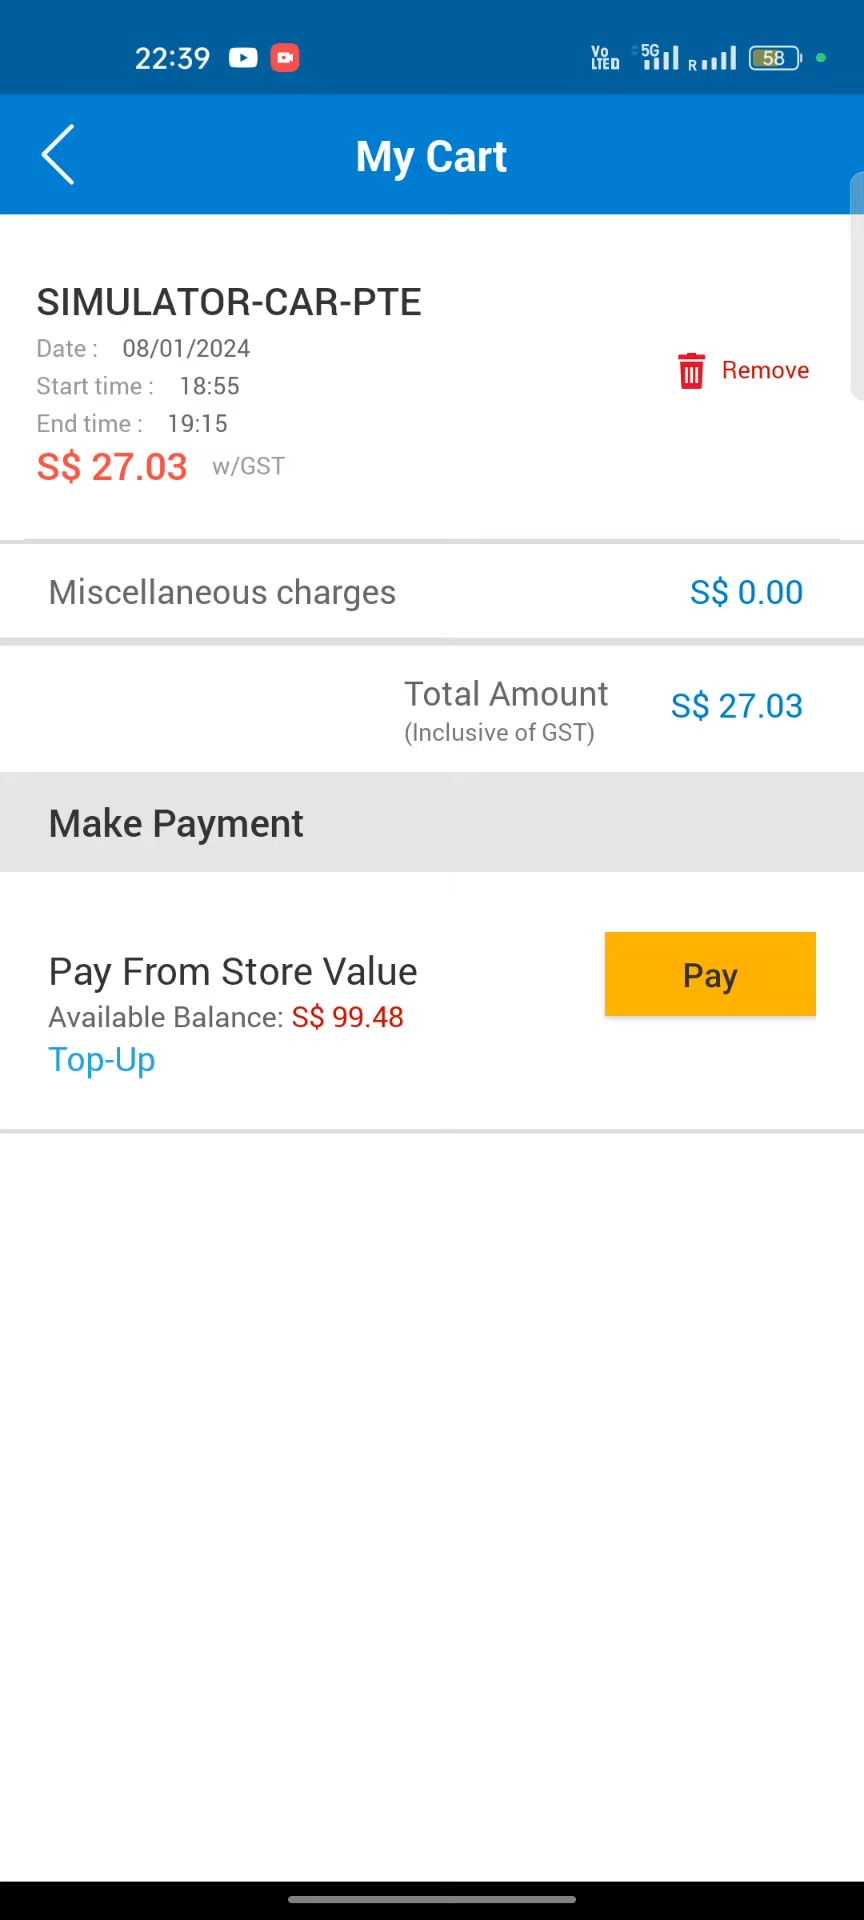 22:39 Vo LTED 5G R 58
My Cart
SIMULATOR-CAR-PTE
Date : 08/01/2024
Start time : 18:55
End time : 19:15
Remove
S$ 27.03 w/GST
Miscellaneous charges S$ 0.00
Total Amount S$ 27.03
(Inclusive of GST)
Make Payment
Pay From Store Value
Pay
Available Balance: S$ 99.48
Top-Up